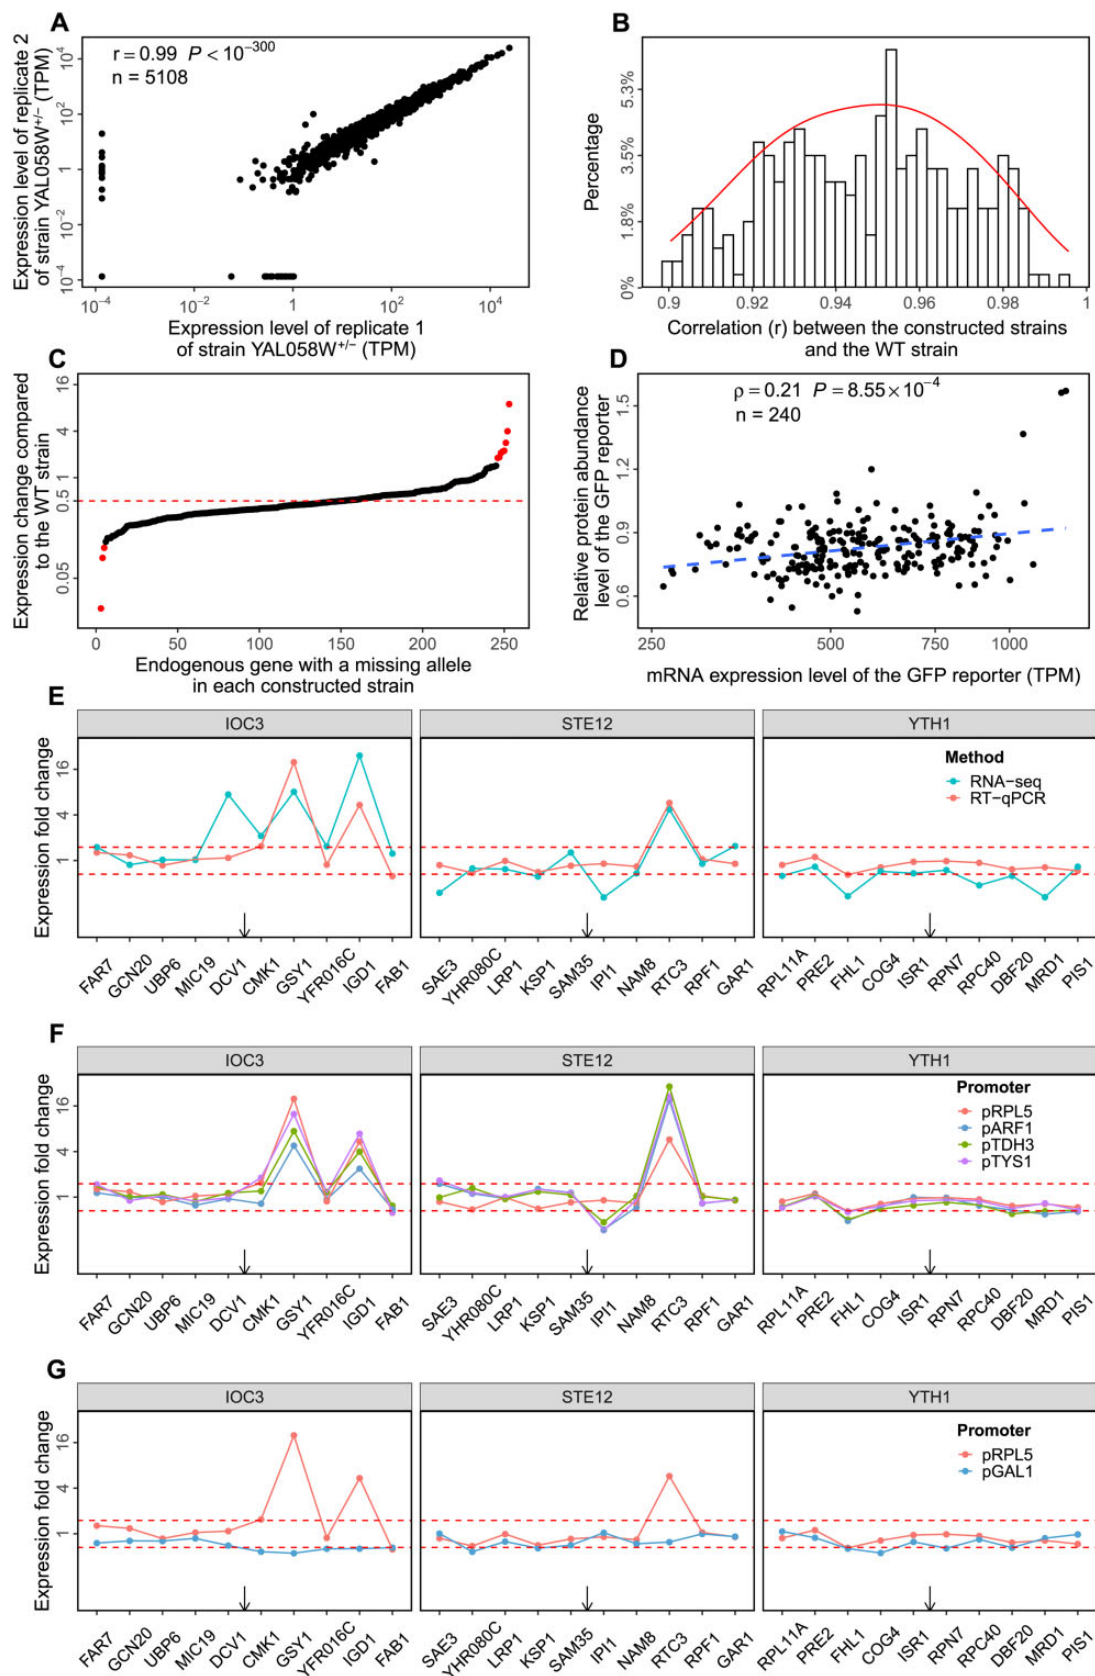 A
r = 0.99 P < 10⁻³⁰⁰
n = 5108
Expression level of replicate 2
of strain YAL058W⁺/⁻ (TPM)
10⁴
10²
1
10⁻²
10⁻⁴
10⁻⁴
10⁻²
1
10²
10⁴
Expression level of replicate 1
of strain YAL058W⁺/⁻ (TPM)
B
Percentage
5.3%
3.5%
1.8%
0%
0.9
0.92
0.94
0.96
0.98
1
Correlation (r) between the constructed strains
and the WT strain
C
Expression change compared
to the WT strain
16
4
1
0.5
0.05
0
50
100
150
200
250
Endogenous gene with a missing allele
in each constructed strain
D
ρ = 0.21 P = 8.55×10⁻⁴
n = 240
Relative protein abundance
level of the GFP reporter
1.5
1.2
0.9
0.6
250
500
750
1000
mRNA expression level of the GFP reporter (TPM)
E
IOC3
STE12
YTH1
Expression fold change
16
4
1
Method
RNA−seq
RT−qPCR
FAR7
GCN20
UBP6
MIC19
DCV1
CMK1
GSY1
YFR016C
IGD1
FAB1
SAE3
YHR080C
LRP1
KSP1
SAM35
IPI1
NAM8
RTC3
RPF1
GAR1
RPL11A
PRE2
FHL1
COG4
ISR1
RPN7
RPC40
DBF20
MRD1
PIS1
F
IOC3
STE12
YTH1
Expression fold change
16
4
1
Promoter
pRPL5
pARF1
pTDH3
pTYS1
FAR7
GCN20
UBP6
MIC19
DCV1
CMK1
GSY1
YFR016C
IGD1
FAB1
SAE3
YHR080C
LRP1
KSP1
SAM35
IPI1
NAM8
RTC3
RPF1
GAR1
RPL11A
PRE2
FHL1
COG4
ISR1
RPN7
RPC40
DBF20
MRD1
PIS1
G
IOC3
STE12
YTH1
Expression fold change
16
4
1
Promoter
pRPL5
pGAL1
FAR7
GCN20
UBP6
MIC19
DCV1
CMK1
GSY1
YFR016C
IGD1
FAB1
SAE3
YHR080C
LRP1
KSP1
SAM35
IPI1
NAM8
RTC3
RPF1
GAR1
RPL11A
PRE2
FHL1
COG4
ISR1
RPN7
RPC40
DBF20
MRD1
PIS1